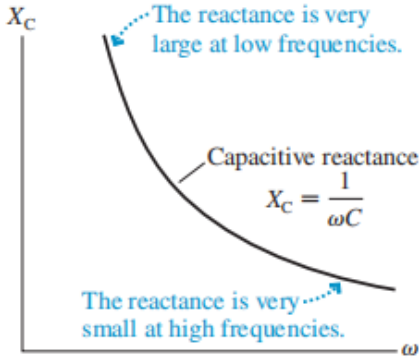 X_C
The reactance is very
large at low frequencies.
Capacitive reactance
X_C = 1/ωC
The reactance is very
small at high frequencies.
ω